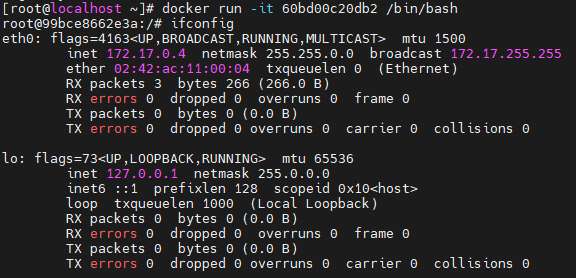 [root@localhost ~]# docker run -it 60bd00c20db2 /bin/bash
root@99bce8662e3a:/# ifconfig
eth0: flags=4163<UP,BROADCAST,RUNNING,MULTICAST>  mtu 1500
        inet 172.17.0.4  netmask 255.255.0.0  broadcast 172.17.255.255
        ether 02:42:ac:11:00:04  txqueuelen 0  (Ethernet)
        RX packets 3  bytes 266 (266.0 B)
        RX errors 0  dropped 0  overruns 0  frame 0
        TX packets 0  bytes 0 (0.0 B)
        TX errors 0  dropped 0 overruns 0  carrier 0  collisions 0

lo: flags=73<UP,LOOPBACK,RUNNING>  mtu 65536
        inet 127.0.0.1  netmask 255.0.0.0
        inet6 ::1  prefixlen 128  scopeid 0x10<host>
        loop  txqueuelen 1000  (Local Loopback)
        RX packets 0  bytes 0 (0.0 B)
        RX errors 0  dropped 0  overruns 0  frame 0
        TX packets 0  bytes 0 (0.0 B)
        TX errors 0  dropped 0 overruns 0  carrier 0  collisions 0